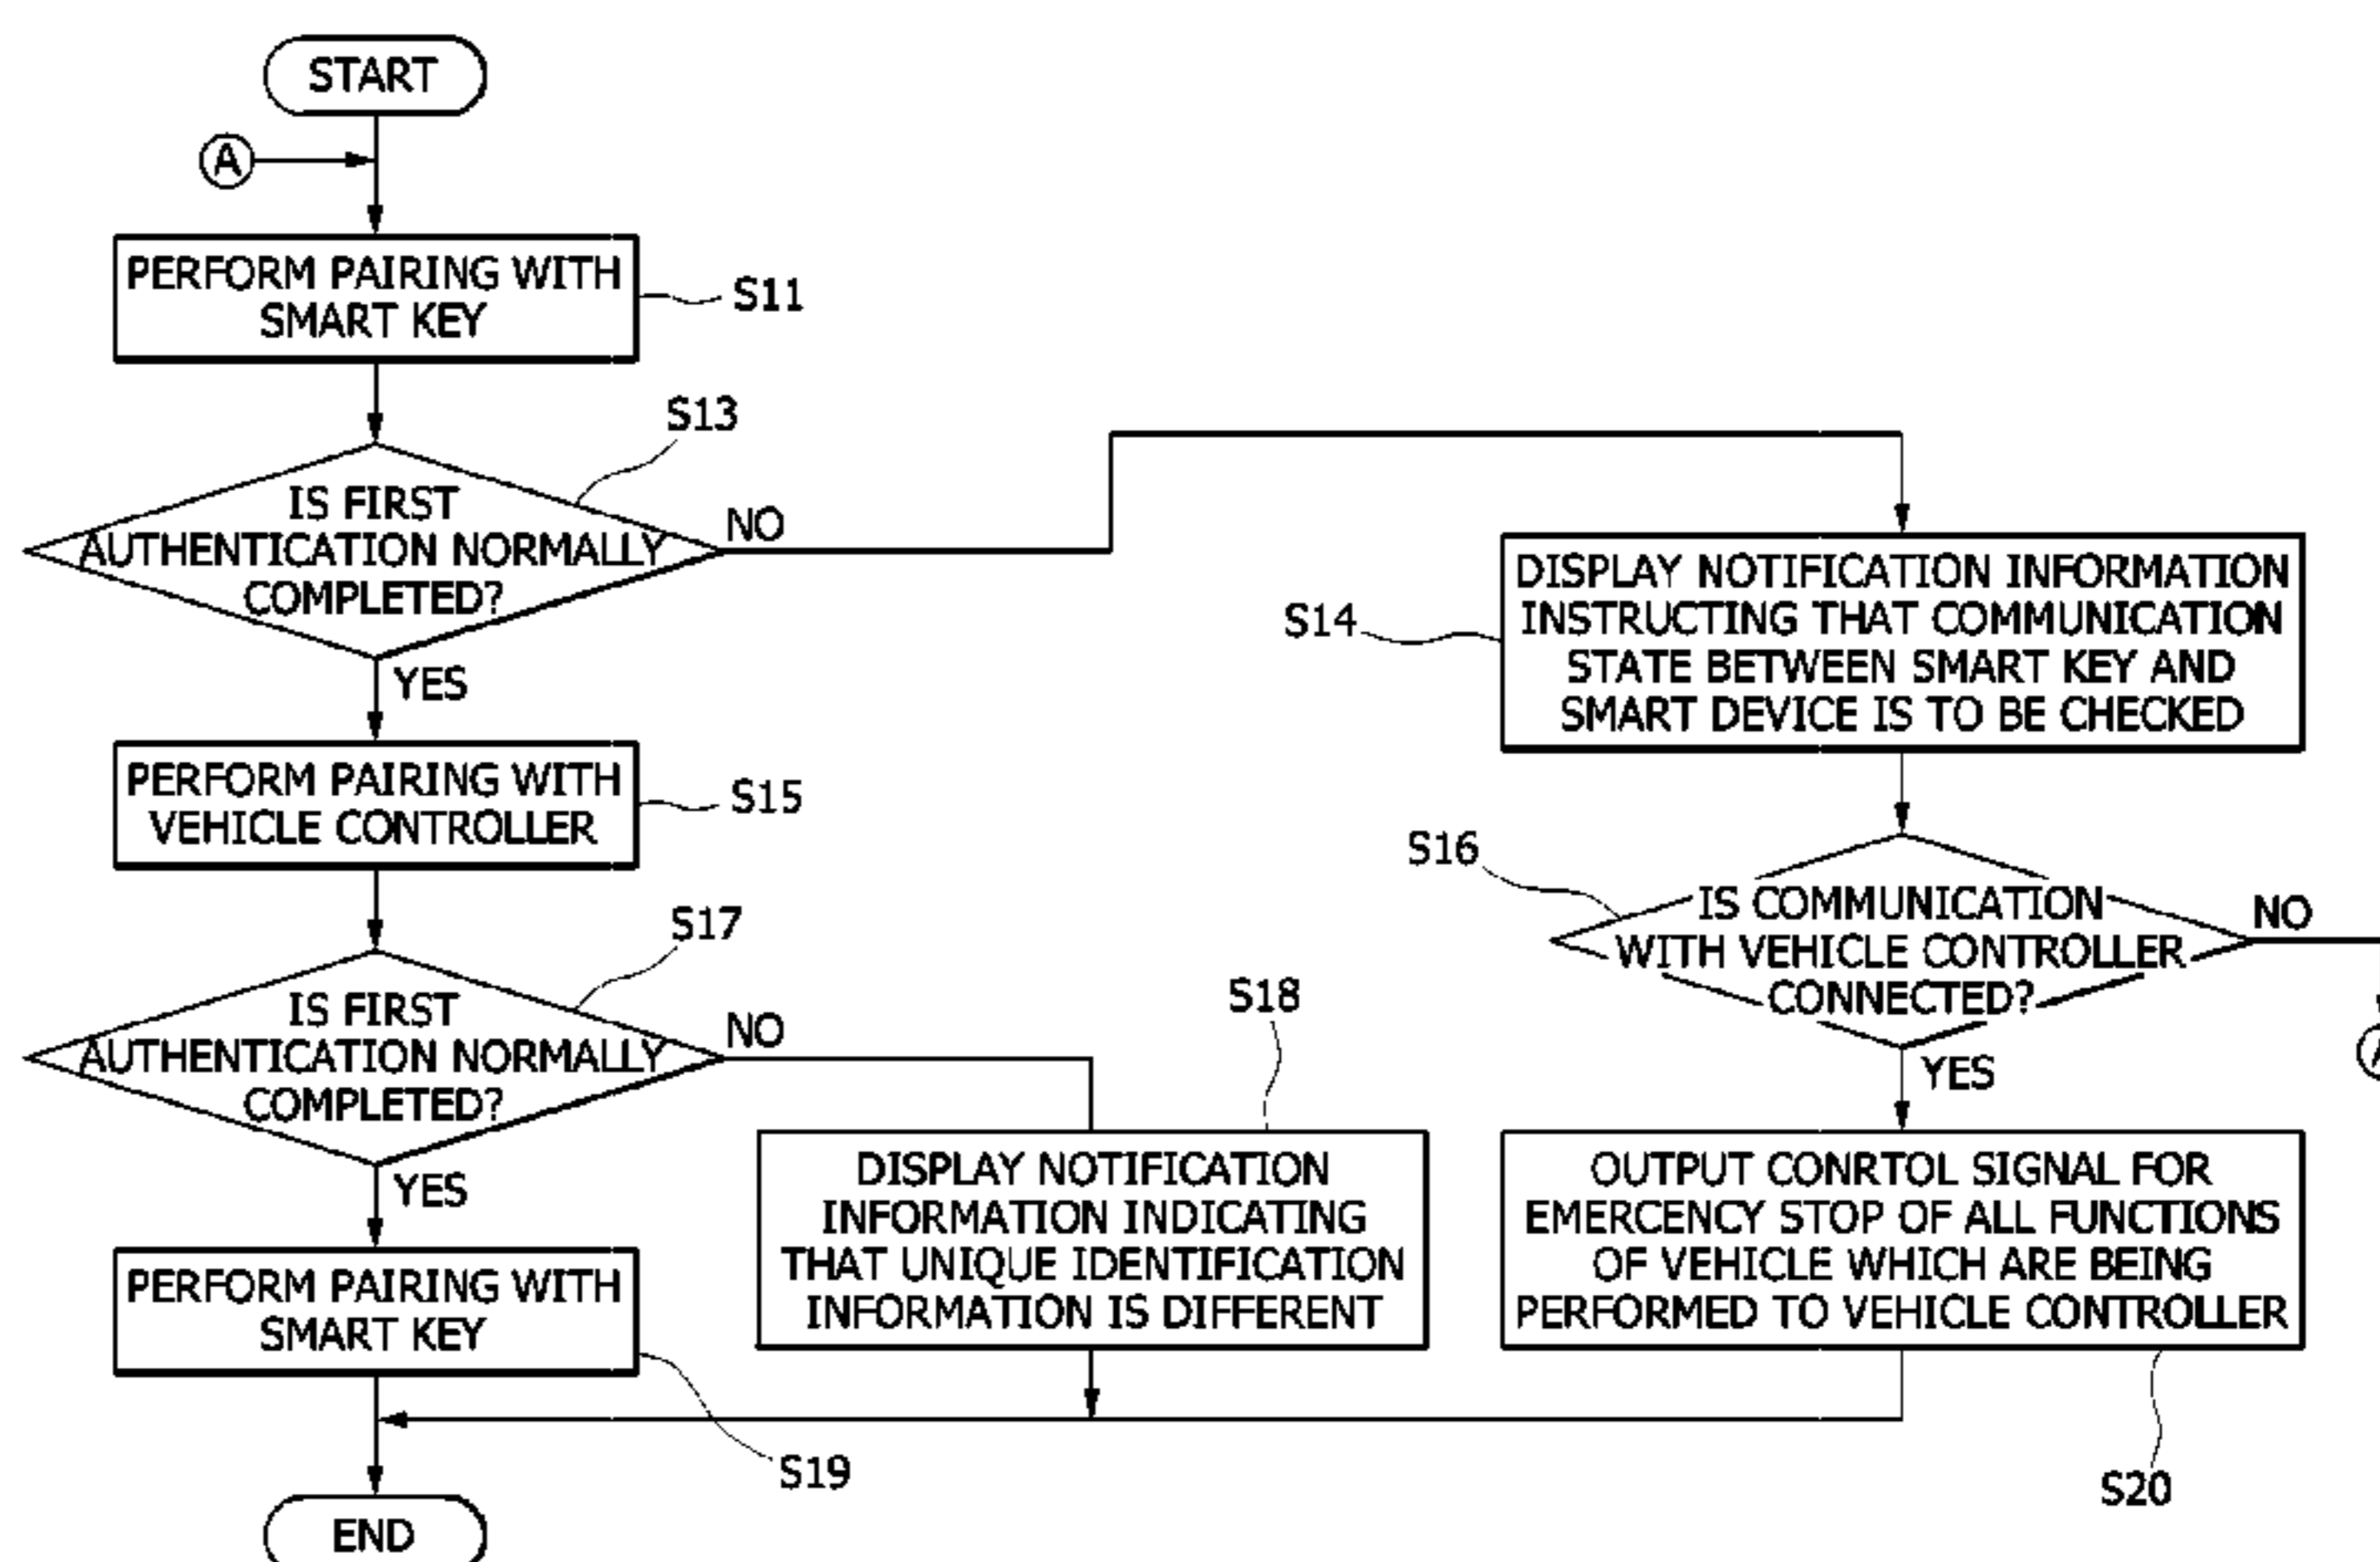 START
A
PERFORM PAIRING WITH
SMART KEY
S11
S13
IS FIRST
AUTHENTICATION NORMALLY
COMPLETED?
NO
YES
S14
DISPLAY NOTIFICATION INFORMATION
INSTRUCTING THAT COMMUNICATION
STATE BETWEEN SMART KEY AND
SMART DEVICE IS TO BE CHECKED
PERFORM PAIRING WITH
VEHICLE CONTROLLER
S15
S16
IS COMMUNICATION
WITH VEHICLE CONTROLLER
CONNECTED?
NO
YES
S17
IS FIRST
AUTHENTICATION NORMALLY
COMPLETED?
NO
YES
S18
DISPLAY NOTIFICATION
INFORMATION INDICATING
THAT UNIQUE IDENTIFICATION
INFORMATION IS DIFFERENT
OUTPUT CONRTOL SIGNAL FOR
EMERCENCY STOP OF ALL FUNCTIONS
OF VEHICLE WHICH ARE BEING
PERFORMED TO VEHICLE CONTROLLER
PERFORM PAIRING WITH
SMART KEY
S19
S20
END